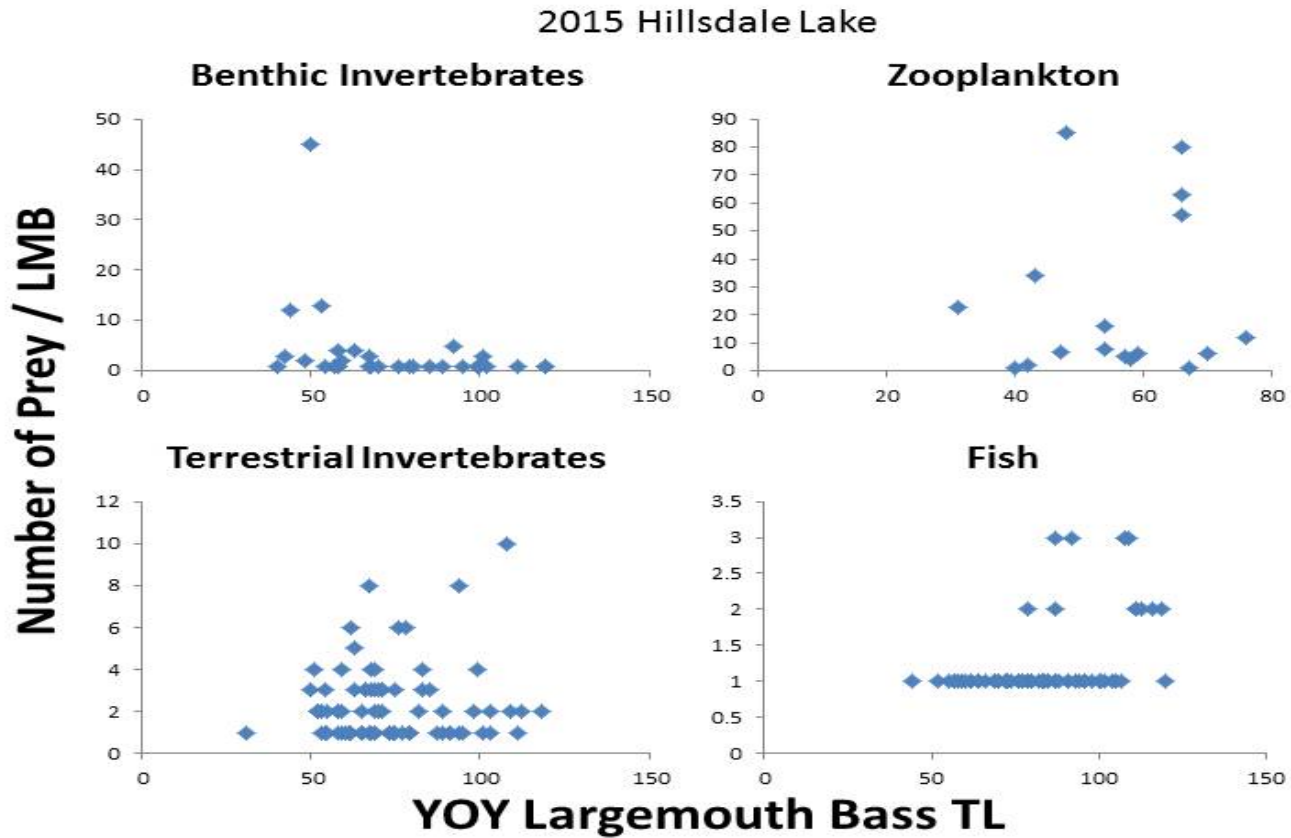 2015 Hillsdale Lake
Number of Prey / LMB
Benthic Invertebrates
50
40
30
20
10
0
0 50 100 150
Zooplankton
90
80
70
60
50
40
30
20
10
0
0 20 40 60 80
Terrestrial Invertebrates
12
10
8
6
4
2
0
0 50 100 150
Fish
3.5
3
2.5
2
1.5
1
0.5
0
0 50 100 150
YOY Largemouth Bass TL